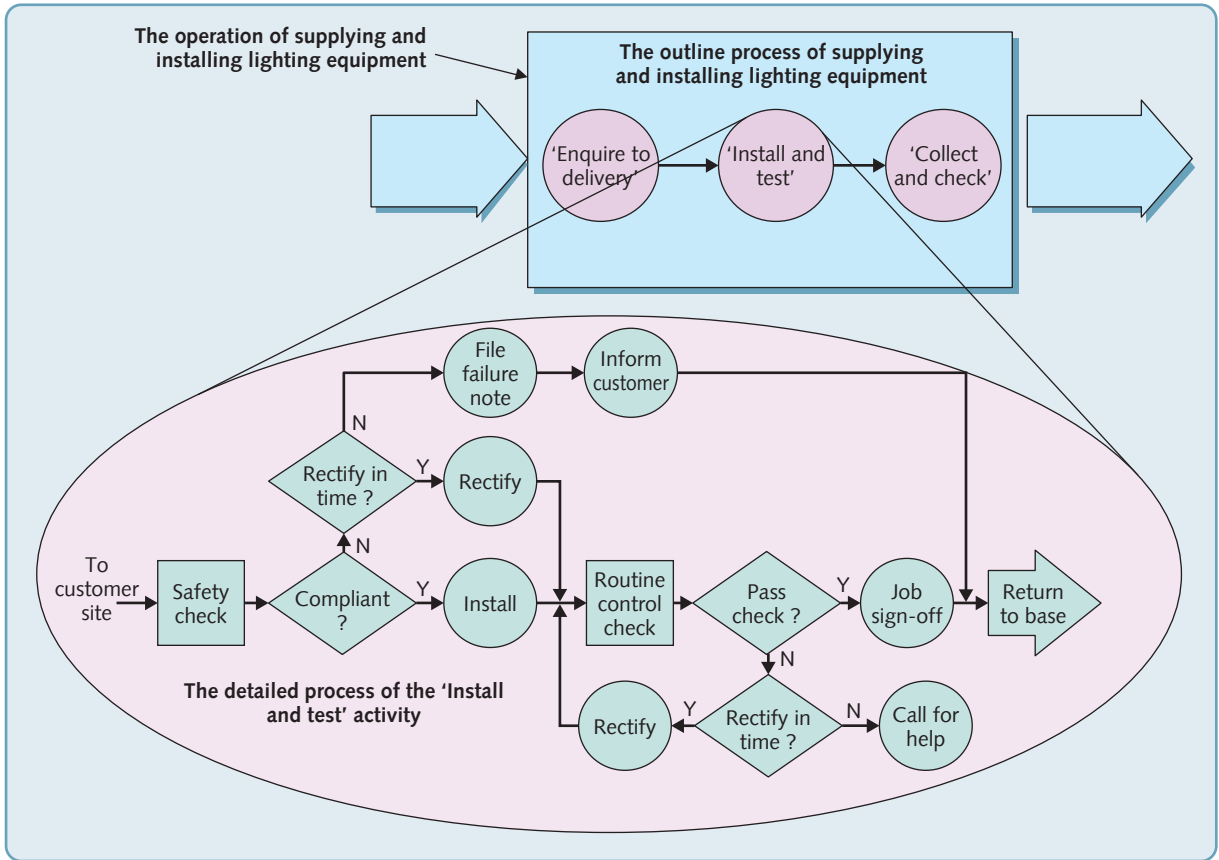 The operation of supplying and
installing lighting equipment
The outline process of supplying
and installing lighting equipment
‘Enquire to
delivery’
‘Install and
test’
‘Collect
and check’
File
failure
note
Inform
customer
N
Rectify in
time ?
Y
Rectify
N
To
customer
site
Safety
check
Compliant
?
Y
Install
Routine
control
check
Pass
check ?
Y
Job
sign-off
Return
to base
N
The detailed process of the ‘Install
and test’ activity
Rectify
Y
Rectify in
time ?
N
Call for
help